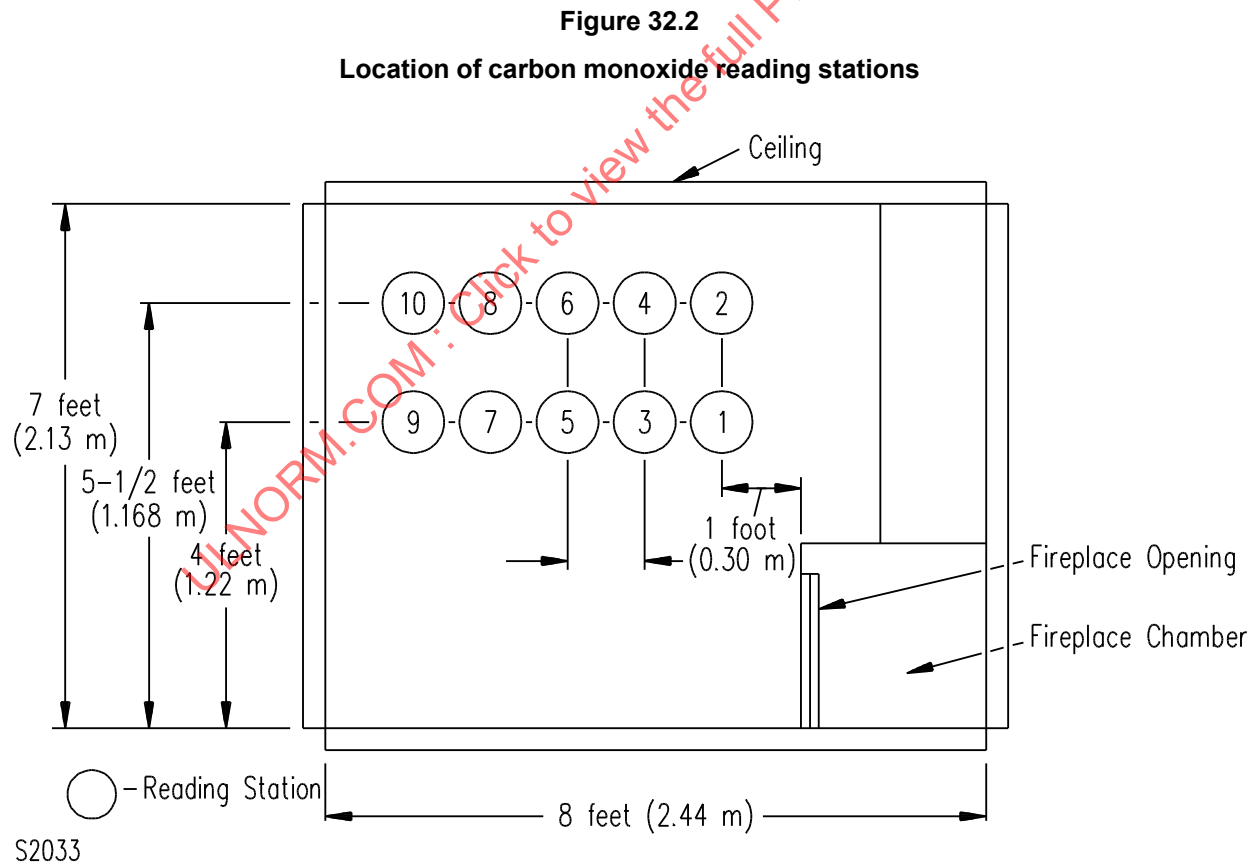 Figure 32.2
Location of carbon monoxide reading stations
Ceiling
10
8
6
4
2
9
7
5
3
1
7 feet
(2.13 m)
5-1/2 feet
(1.168 m)
4 feet
(1.22 m)
1 foot
(0.30 m)
Fireplace Opening
Fireplace Chamber
-Reading Station
8 feet (2.44 m)
S2033
ULNORM.COM : Click to view the full